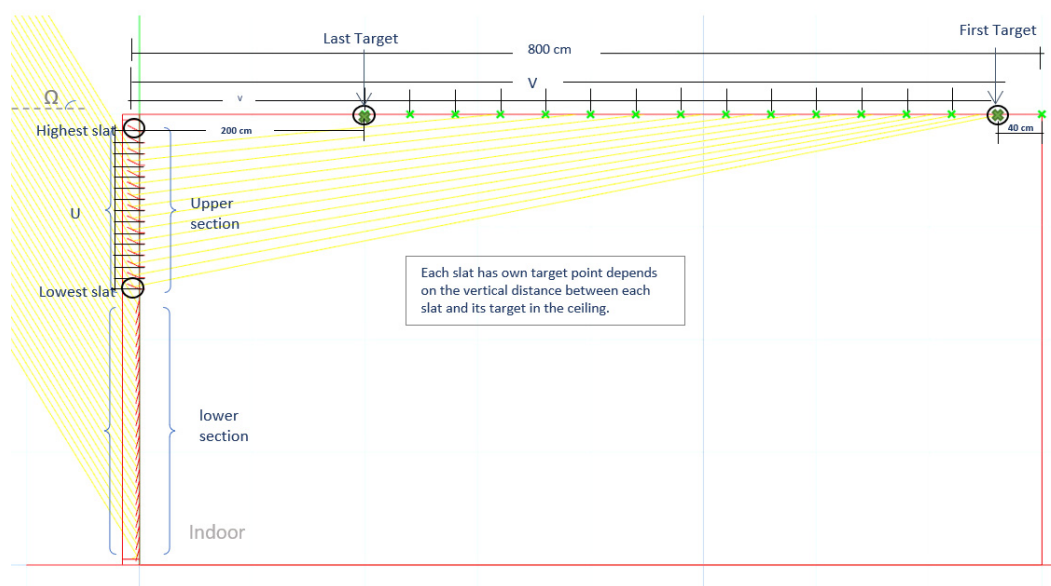 First Target
Last Target
800 cm
V
Ω
v
Highest slat
200 cm
40 cm
U
Upper
section
Each slat has own target point depends
on the vertical distance between each
slat and its target in the ceiling.
Lowest slat
lower
section
Indoor